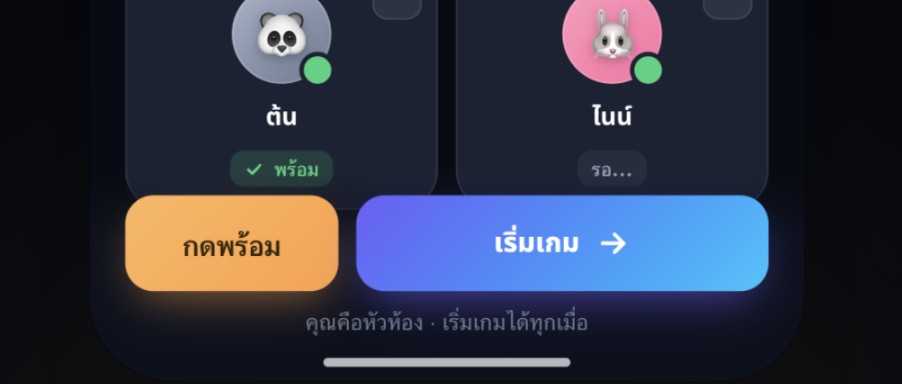 ต้น
ไนน์
✓ พร้อม
รอ...
กดพร้อม
เริ่มเกม →
คุณคือหัวห้อง · เริ่มเกมได้ทุกเมื่อ